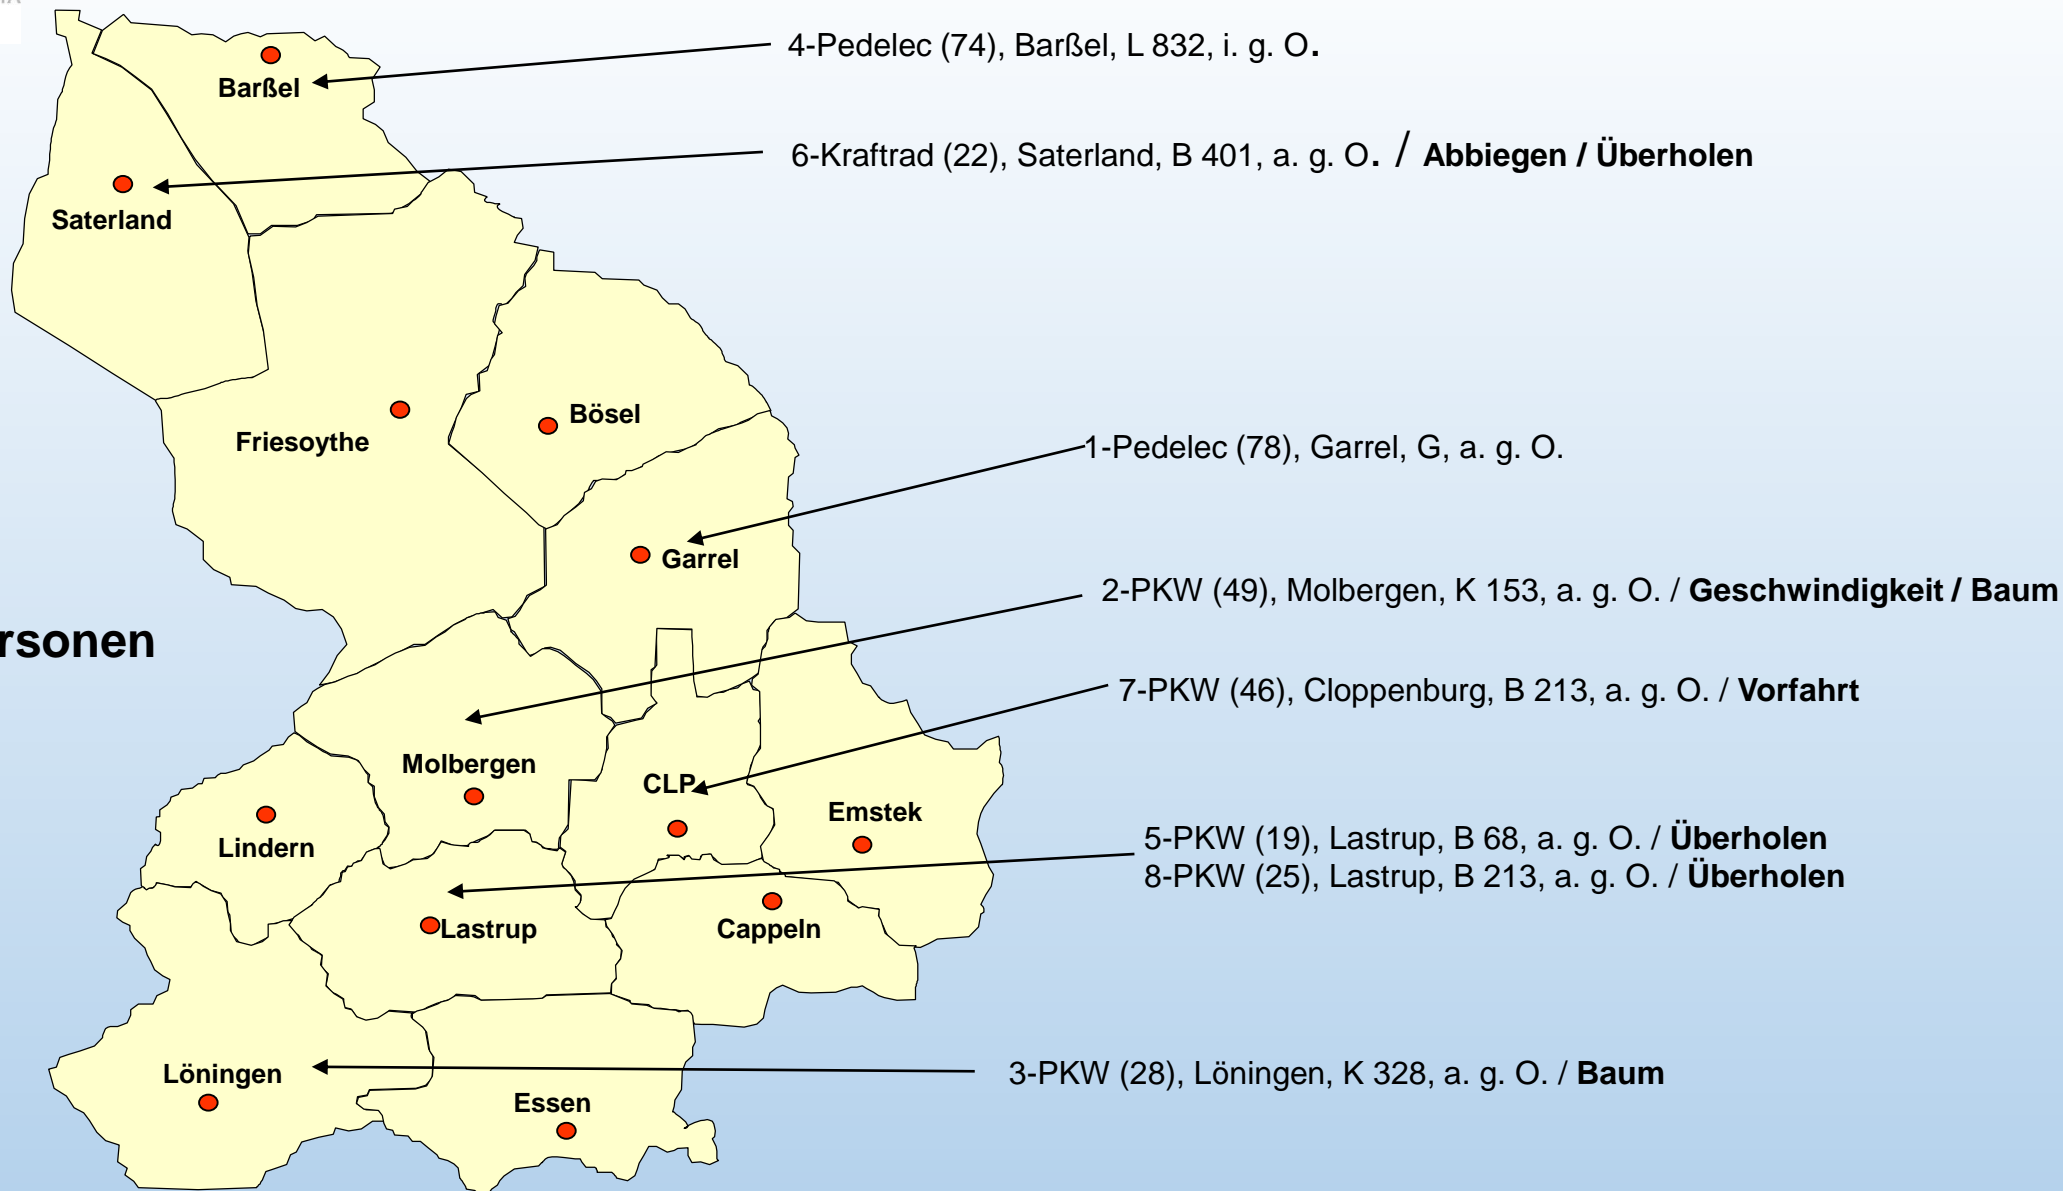 4-Pedelec (74), Barßel, L 832, i. g. O.
Barßel
6-Kraftrad (22), Saterland, B 401, a. g. O. / Abbiegen / Überholen
Saterland
Bösel
Friesoythe
1-Pedelec (78), Garrel, G, a. g. O.
Garrel
2-PKW (49), Molbergen, K 153, a. g. O. / Geschwindigkeit / Baum
rsonen
7-PKW (46), Cloppenburg, B 213, a. g. O. / Vorfahrt
Molbergen
CLP
Emstek
5-PKW (19), Lastrup, B 68, a. g. O. / Überholen
8-PKW (25), Lastrup, B 213, a. g. O. / Überholen
Lindern
Lastrup
Cappeln
3-PKW (28), Löningen, K 328, a. g. O. / Baum
Löningen
Essen